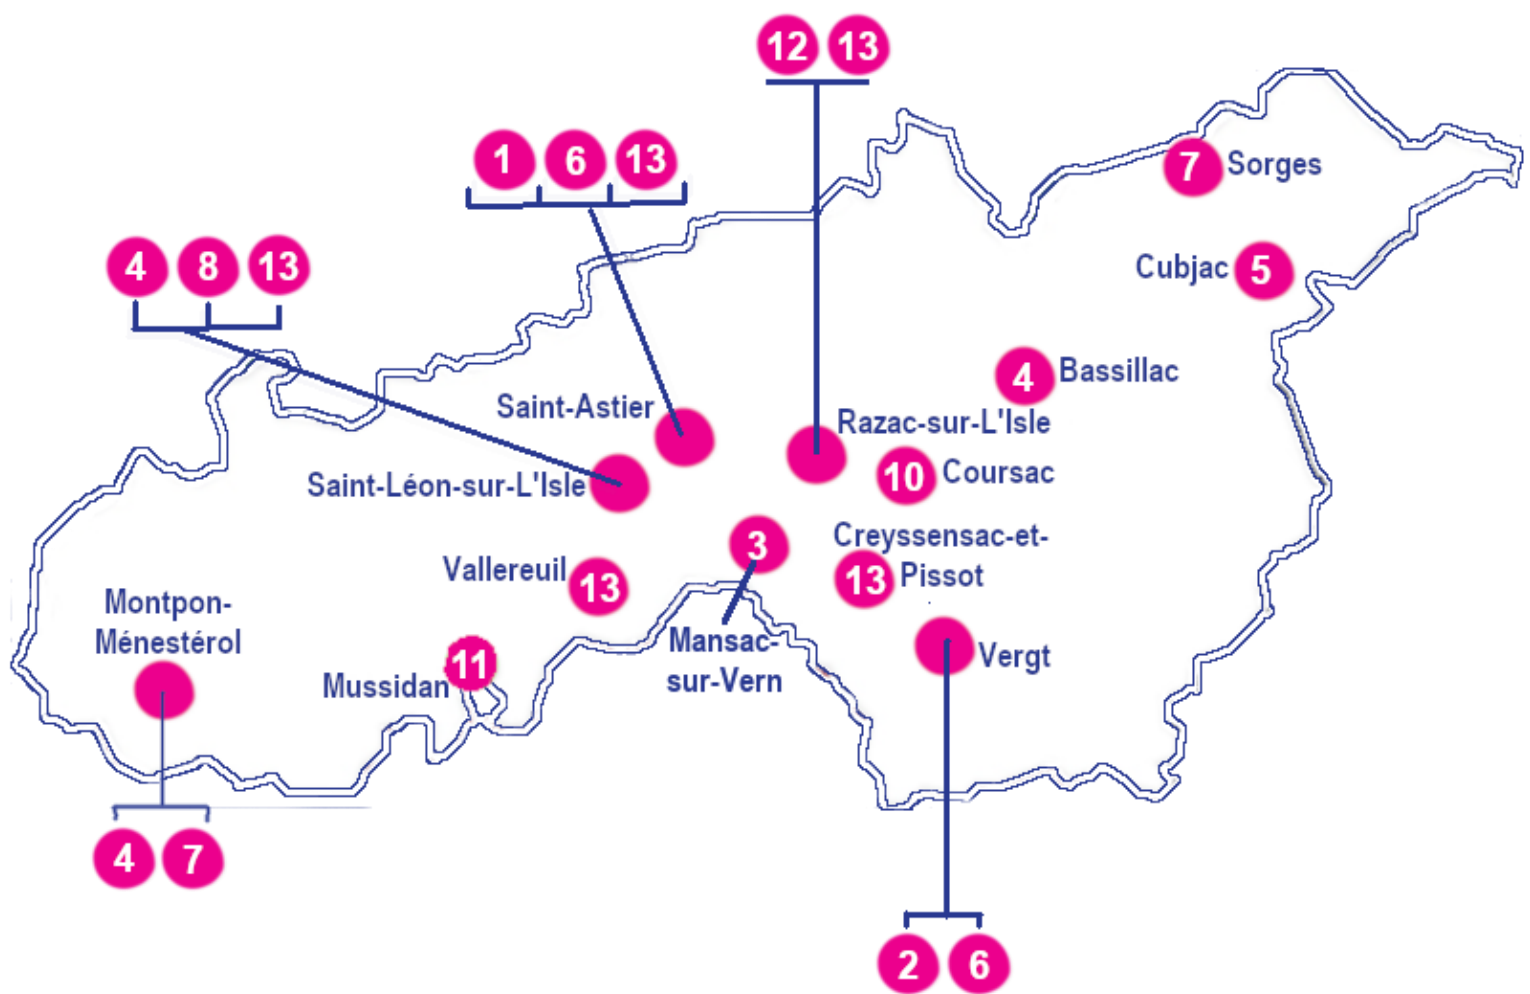 12 13
1 6 13
7 Sorges
4 8 13
Cubjac 5
4 Bassillac
Saint-Astier
Razac-sur-L'Isle
10 Coursac
Saint-Léon-sur-L'Isle
3
Creyssensac-et-
13 Pissot
Vallereuil 13
Montpon-
Ménestérol
Mansac-
sur-Vern
Vergt
Mussidan 11
4 7
2 6